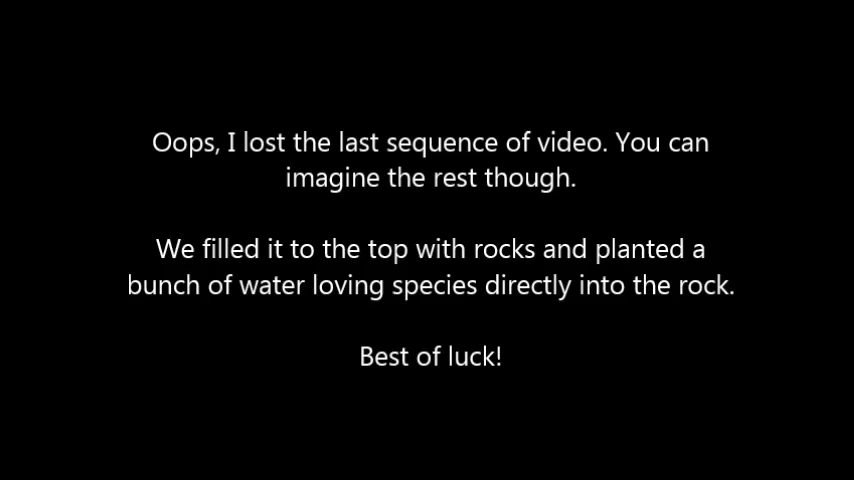 Oops, I lost the last sequence of video. You can
imagine the rest though.
We filled it to the top with rocks and planted a
bunch of water loving species directly into the rock.
Best of luck!